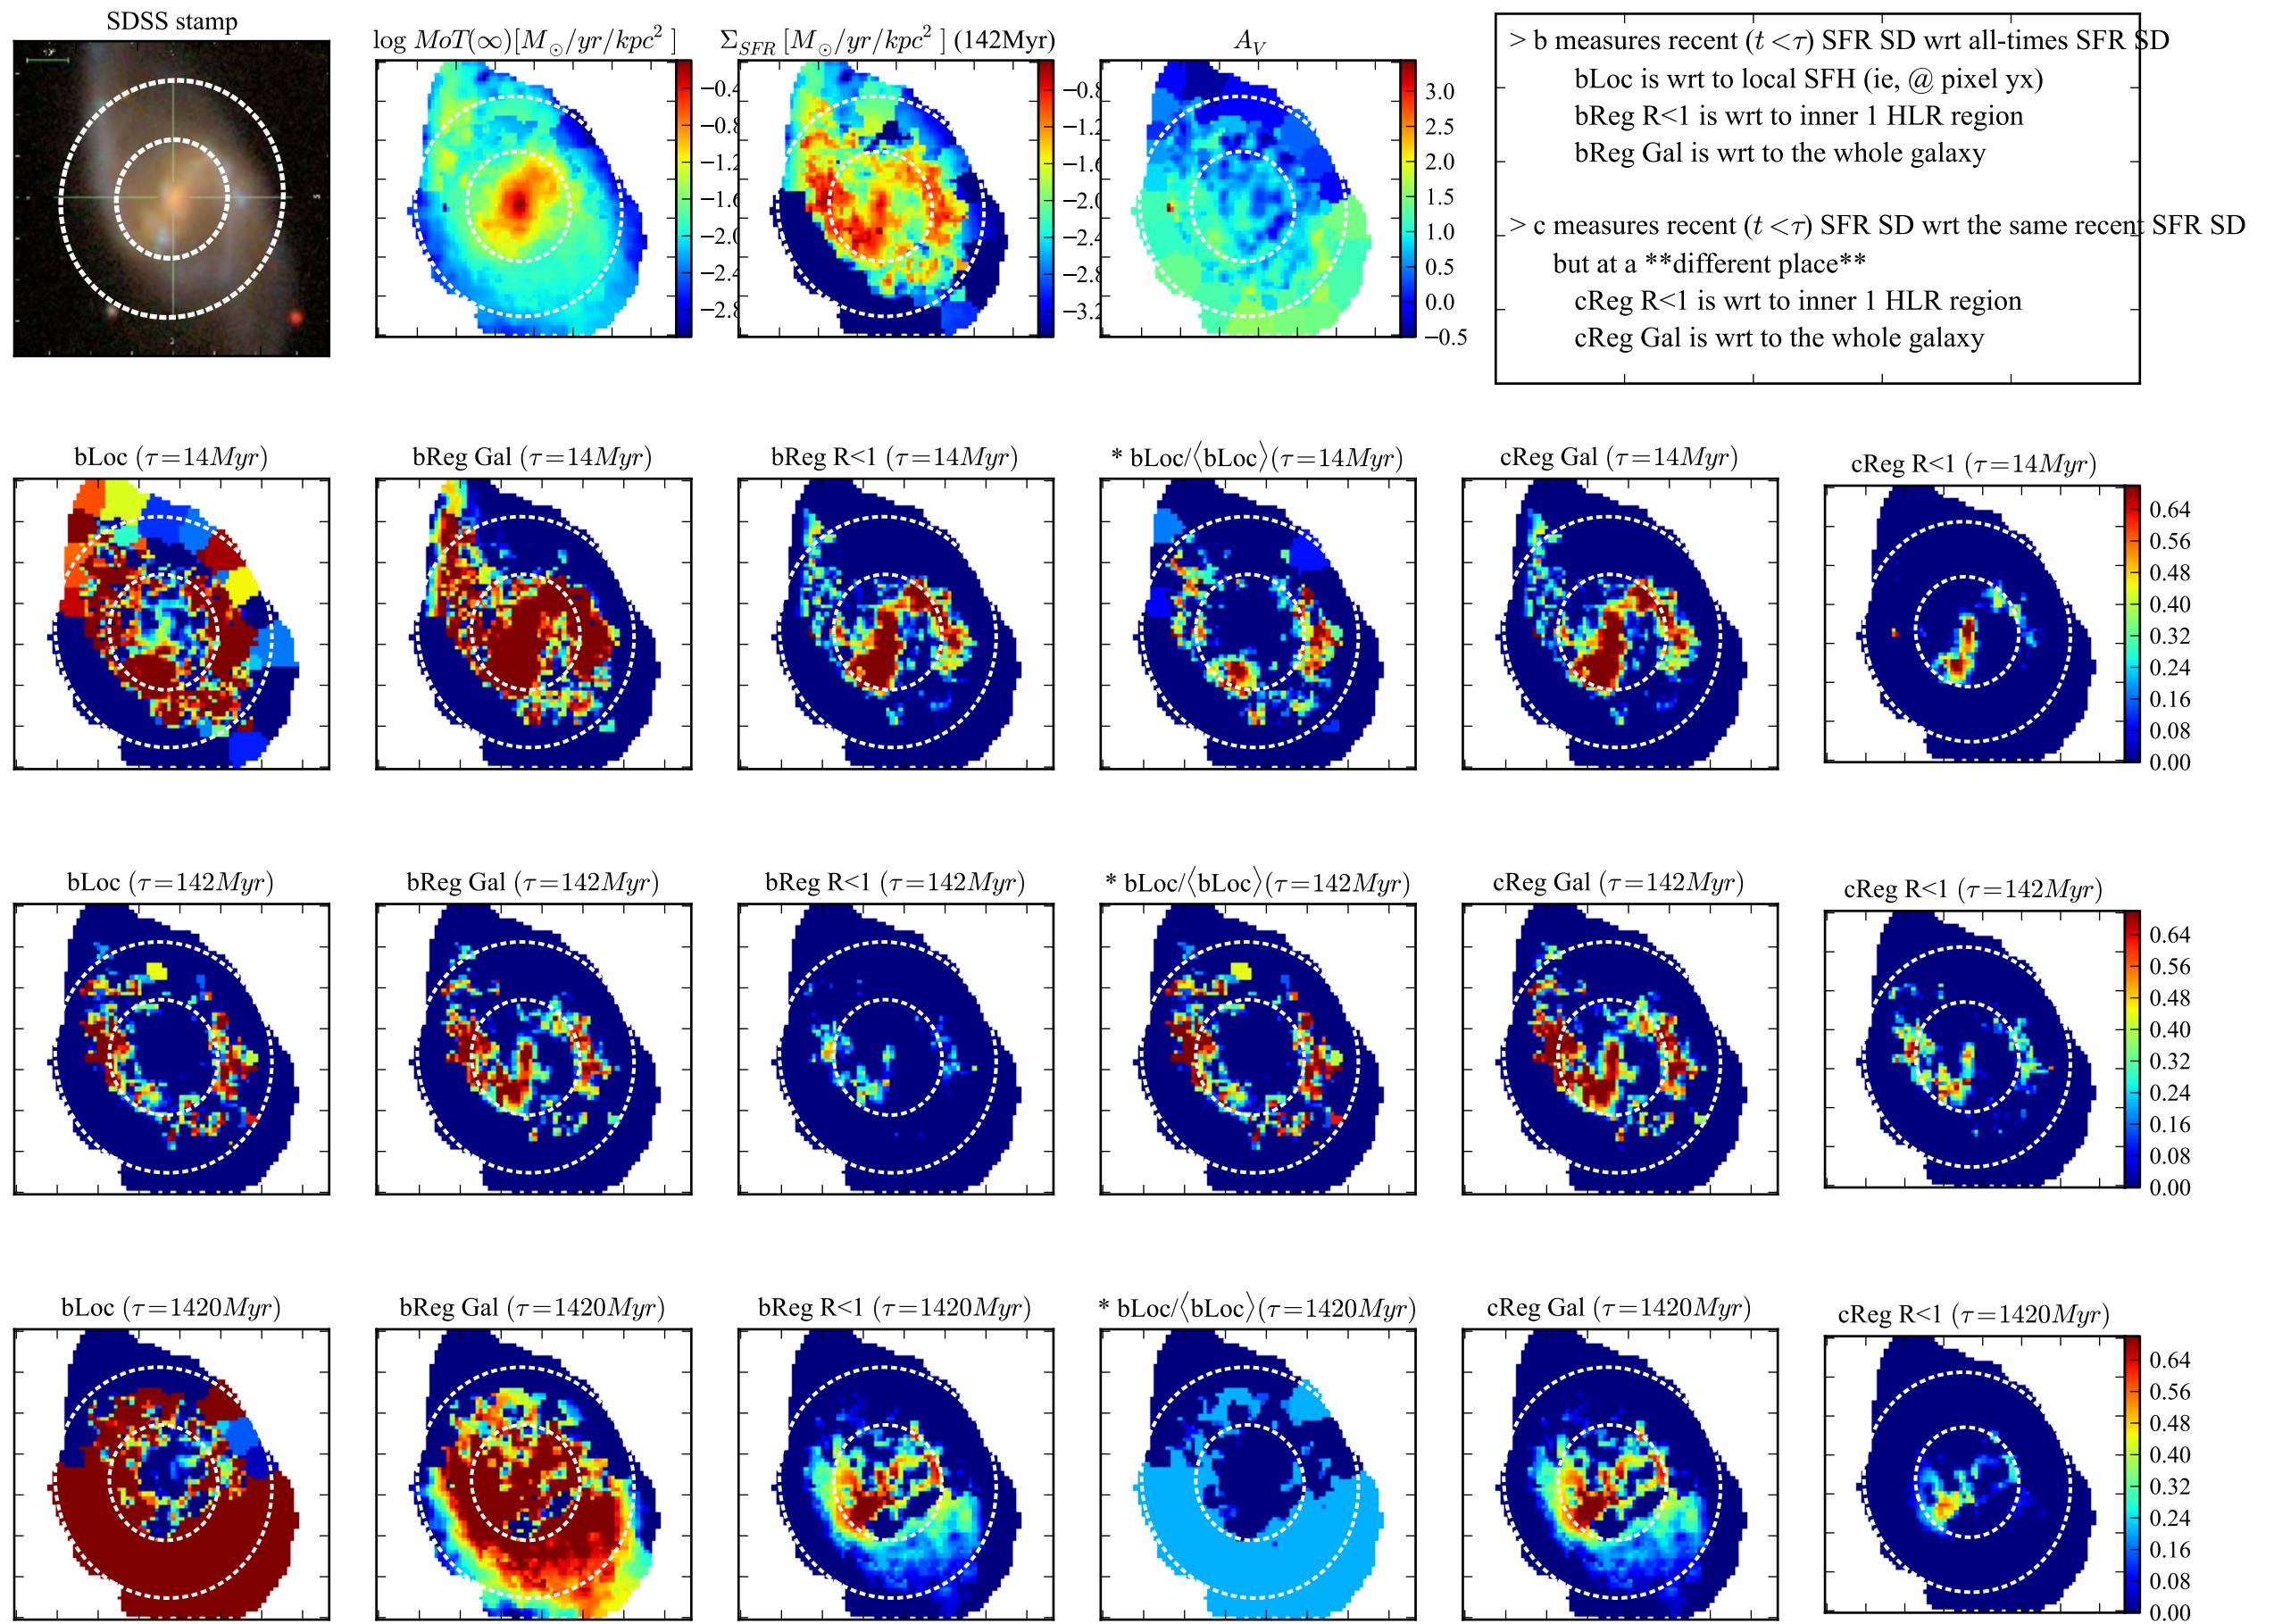 SDSS stamp
log MoT(∞)[M⊙/yr/kpc² ]
Σ_SFR [M⊙/yr/kpc² ] (142Myr)
A_V
−0.4
−0.8
−1.2
−1.6
−2.0
−2.4
−2.8
−0.8
−1.2
−1.6
−2.0
−2.4
−2.8
−3.2
3.0
2.5
2.0
1.5
1.0
0.5
0.0
−0.5
> b measures recent (t <τ) SFR SD wrt all-times SFR SD
bLoc is wrt to local SFH (ie, @ pixel yx)
bReg R<1 is wrt to inner 1 HLR region
bReg Gal is wrt to the whole galaxy
> c measures recent (t <τ) SFR SD wrt the same recent SFR SD
but at a **different place**
cReg R<1 is wrt to inner 1 HLR region
cReg Gal is wrt to the whole galaxy
bLoc (τ=14Myr)
bReg Gal (τ=14Myr)
bReg R<1 (τ=14Myr)
* bLoc/⟨bLoc⟩(τ=14Myr)
cReg Gal (τ=14Myr)
cReg R<1 (τ=14Myr)
0.64
0.56
0.48
0.40
0.32
0.24
0.16
0.08
0.00
bLoc (τ=142Myr)
bReg Gal (τ=142Myr)
bReg R<1 (τ=142Myr)
* bLoc/⟨bLoc⟩(τ=142Myr)
cReg Gal (τ=142Myr)
cReg R<1 (τ=142Myr)
0.64
0.56
0.48
0.40
0.32
0.24
0.16
0.08
0.00
bLoc (τ=1420Myr)
bReg Gal (τ=1420Myr)
bReg R<1 (τ=1420Myr)
* bLoc/⟨bLoc⟩(τ=1420Myr)
cReg Gal (τ=1420Myr)
cReg R<1 (τ=1420Myr)
0.64
0.56
0.48
0.40
0.32
0.24
0.16
0.08
0.00